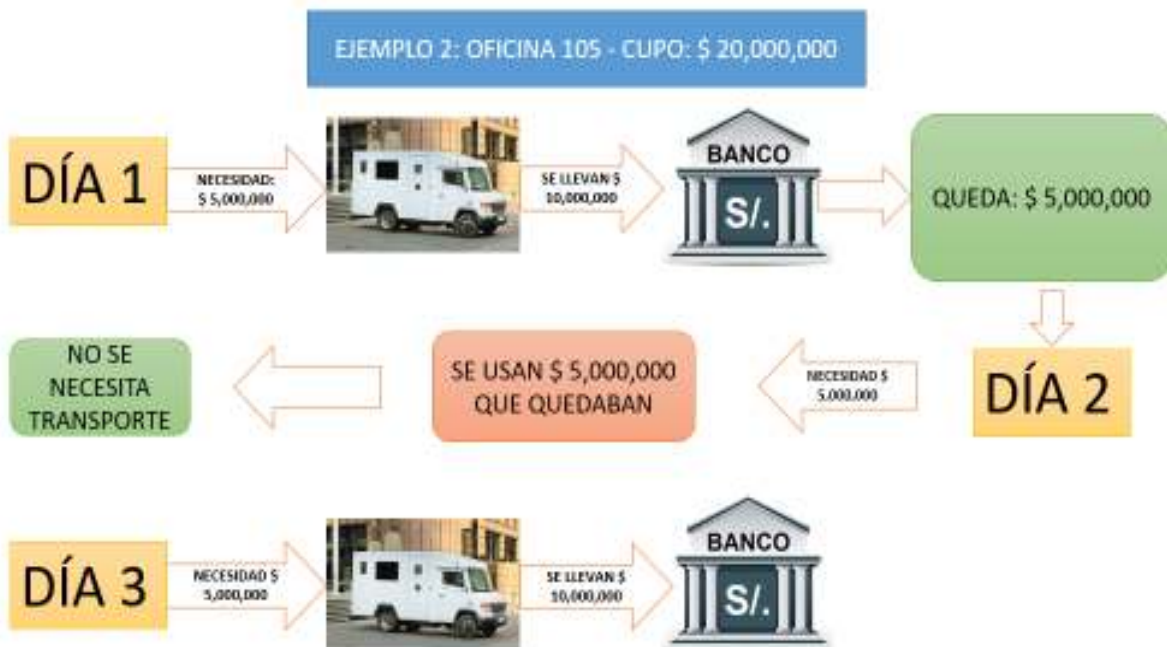 EJEMPLO 2: OFICINA 105 - CUPO: $ 20,000,000
DÍA 1
NECESIDAD:
$ 5,000,000
SE LLEVAN $
10,000,000
BANCO
S/.
QUEDA: $ 5,000,000
DÍA 2
NECESIDAD $
5,000,000
SE USAN $ 5,000,000
QUE QUEDABAN
NO SE
NECESITA
TRANSPORTE
DÍA 3
NECESIDAD $
5,000,000
SE LLEVAN $
10,000,000
BANCO
S/.